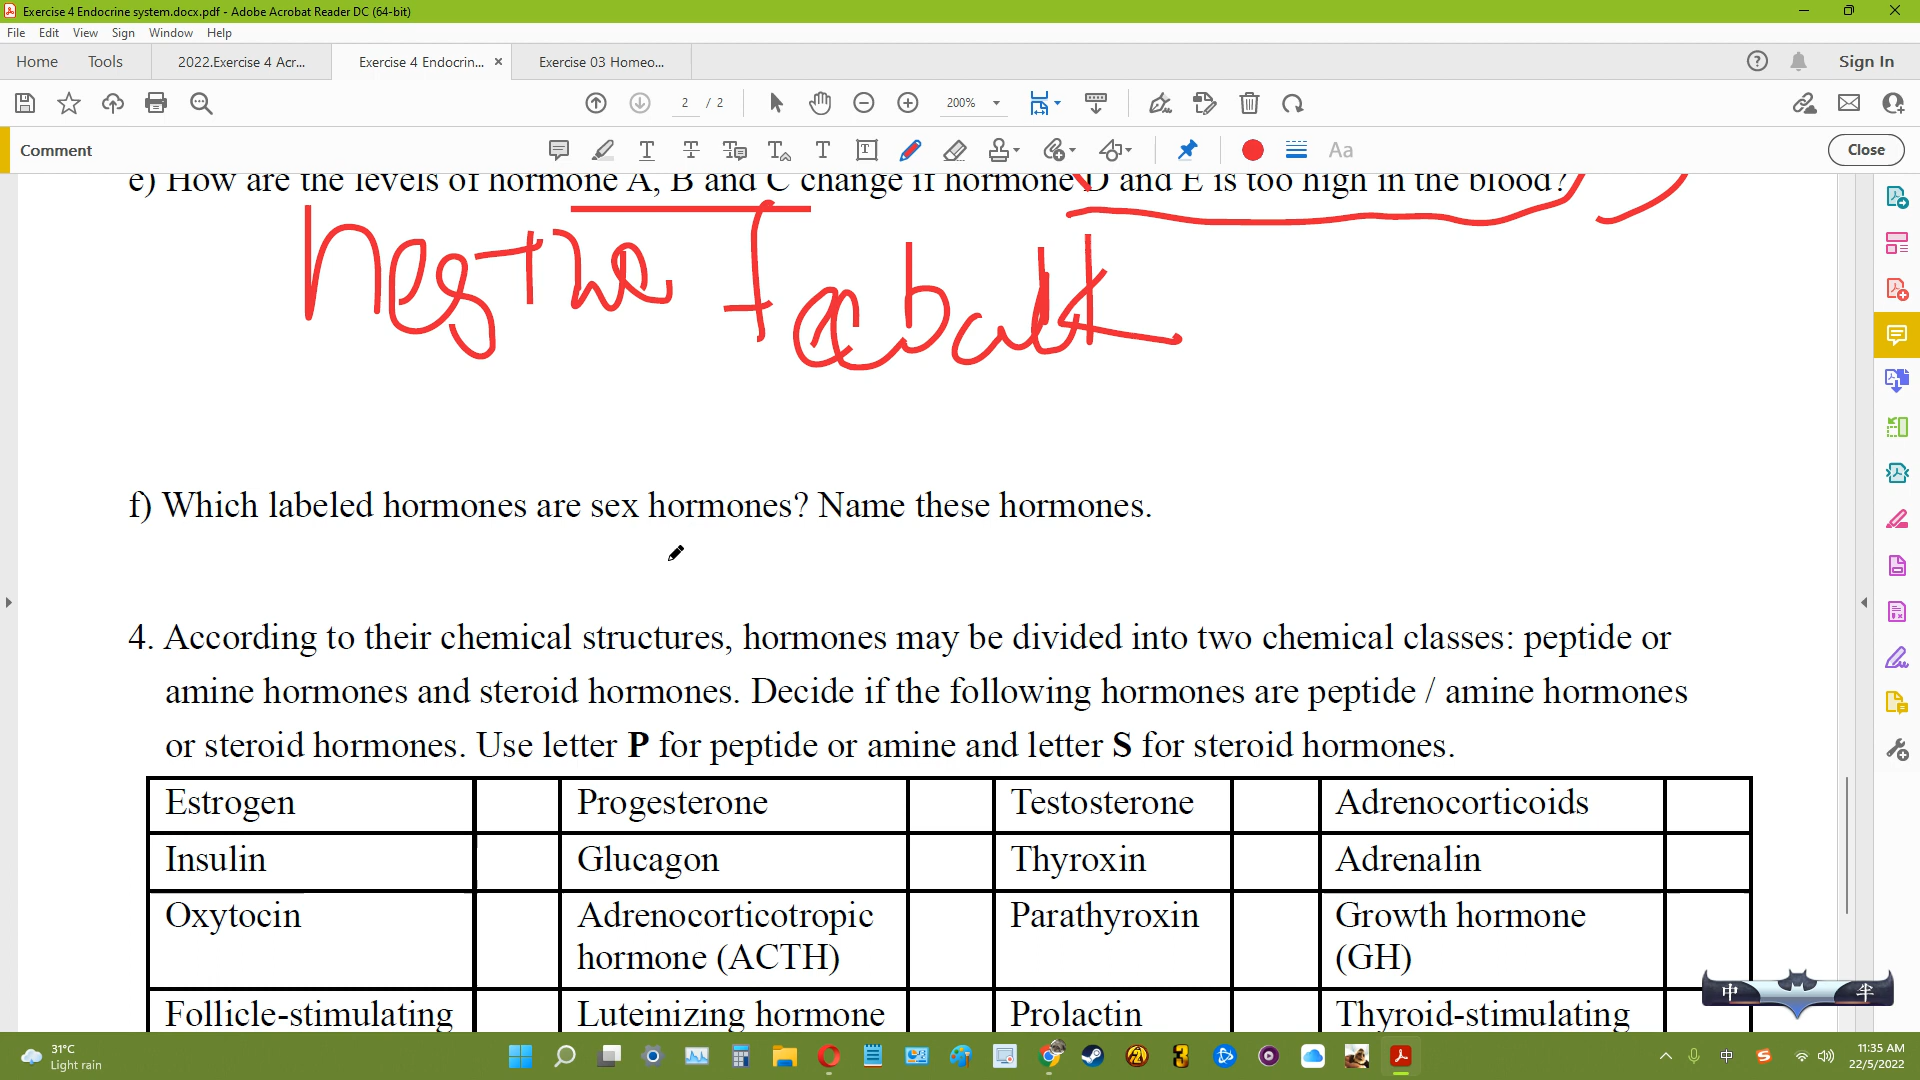 Exercise 4 Endocrine system.docx.pdf - Adobe Acrobat Reader DC (64-bit)
File Edit View Sign Window Help
Home Tools 2022.Exercise 4 Acr... Exercise 4 Endocrin... × Exercise 03 Homeo... Sign In
2 / 2 200%
Comment Aa Close
e) How are the levels of hormone A, B and C change if hormone D and E is too high in the blood?
f) Which labeled hormones are sex hormones? Name these hormones.
4. According to their chemical structures, hormones may be divided into two chemical classes: peptide or
amine hormones and steroid hormones. Decide if the following hormones are peptide / amine hormones
or steroid hormones. Use letter P for peptide or amine and letter S for steroid hormones.
Estrogen Progesterone Testosterone Adrenocorticoids
Insulin Glucagon Thyroxin Adrenalin
Oxytocin Adrenocorticotropic Parathyroxin Growth hormone
hormone (ACTH) (GH)
中 半
Follicle-stimulating Luteinizing hormone Prolactin Thyroid-stimulating
31°C 11:35 AM
Light rain 中 22/5/2022